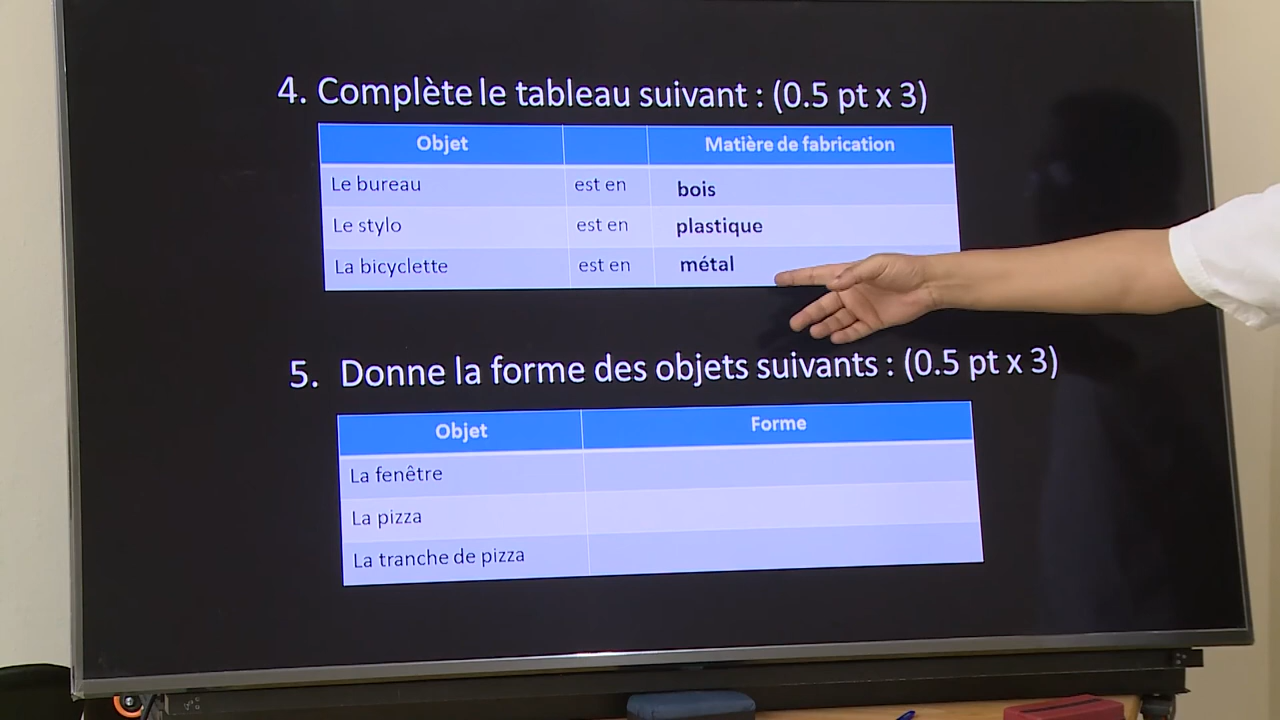 4. Complète le tableau suivant : (0.5 pt x 3)
Objet Matière de fabrication
Le bureau est en bois
Le stylo est en plastique
La bicyclette est en métal
5. Donne la forme des objets suivants : (0.5 pt x 3)
Objet Forme
La fenêtre
La pizza
La tranche de pizza